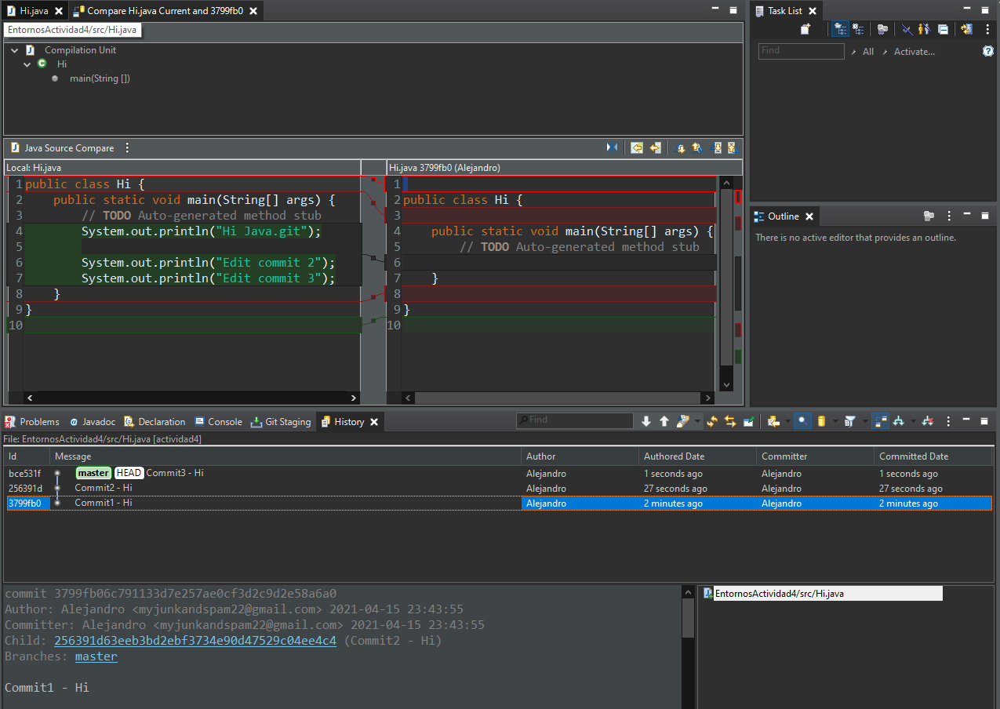 Hi.java
Compare Hi.java Current and 3799fb0
Task List
EntornosActividad4/src/Hi.java
Compilation Unit
Hi
main(String [])
Find
All
Activate...
Java Source Compare
Local: Hi.java
Hi.java 3799fb0 (Alejandro)
1 public class Hi {
2     public static void main(String[] args) {
3         // TODO Auto-generated method stub
4         System.out.println("Hi Java.git");
5
6         System.out.println("Edit commit 2");
7         System.out.println("Edit commit 3");
8     }
9 }
10
1
2 public class Hi {
3
4     public static void main(String[] args) {
5         // TODO Auto-generated method stub
6
7     }
8
9 }
10
Outline
There is no active editor that provides an outline.
Problems
Javadoc
Declaration
Console
Git Staging
History
Find
File: EntornosActividad4/src/Hi.java [actividad4]
Id Message Author Authored Date Committer Committed Date
bce531f master HEAD Commit3 - Hi Alejandro 1 seconds ago Alejandro 1 seconds ago
256391d Commit2 - Hi Alejandro 27 seconds ago Alejandro 27 seconds ago
3799fb0 Commit1 - Hi Alejandro 2 minutes ago Alejandro 2 minutes ago
commit 3799fb06c791133d7e257ae0cf3d2c9d2e58a6a0
Author: Alejandro <myjunkandspam22@gmail.com> 2021-04-15 23:43:55
Committer: Alejandro <myjunkandspam22@gmail.com> 2021-04-15 23:43:55
Child: 256391d63eeb3bd2ebf3734e90d47529c04ee4c4 (Commit2 - Hi)
Branches: master
Commit1 - Hi
EntornosActividad4/src/Hi.java